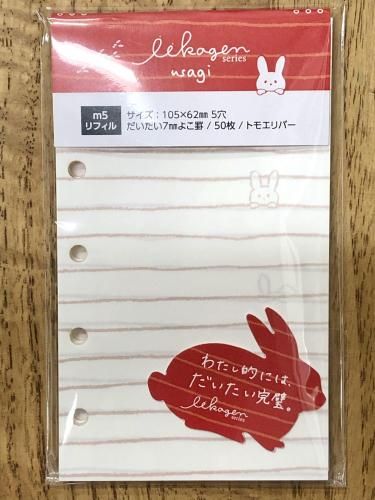 iikagen
series
usagi
m5
リフィル
サイズ：105×62mm 5穴
だいたい7mmよこ罫 / 50枚 / トモエリバー
わたし的には、
だいたい完璧。
iikagen
series